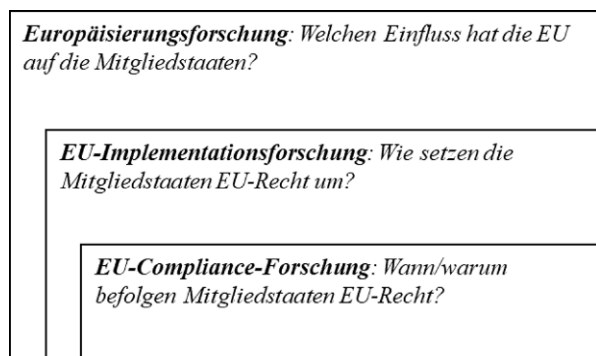 Europäisierungsforschung: Welchen Einfluss hat die EU
auf die Mitgliedstaaten?
EU-Implementationsforschung: Wie setzen die
Mitgliedstaaten EU-Recht um?
EU-Compliance-Forschung: Wann/warum
befolgen Mitgliedstaaten EU-Recht?